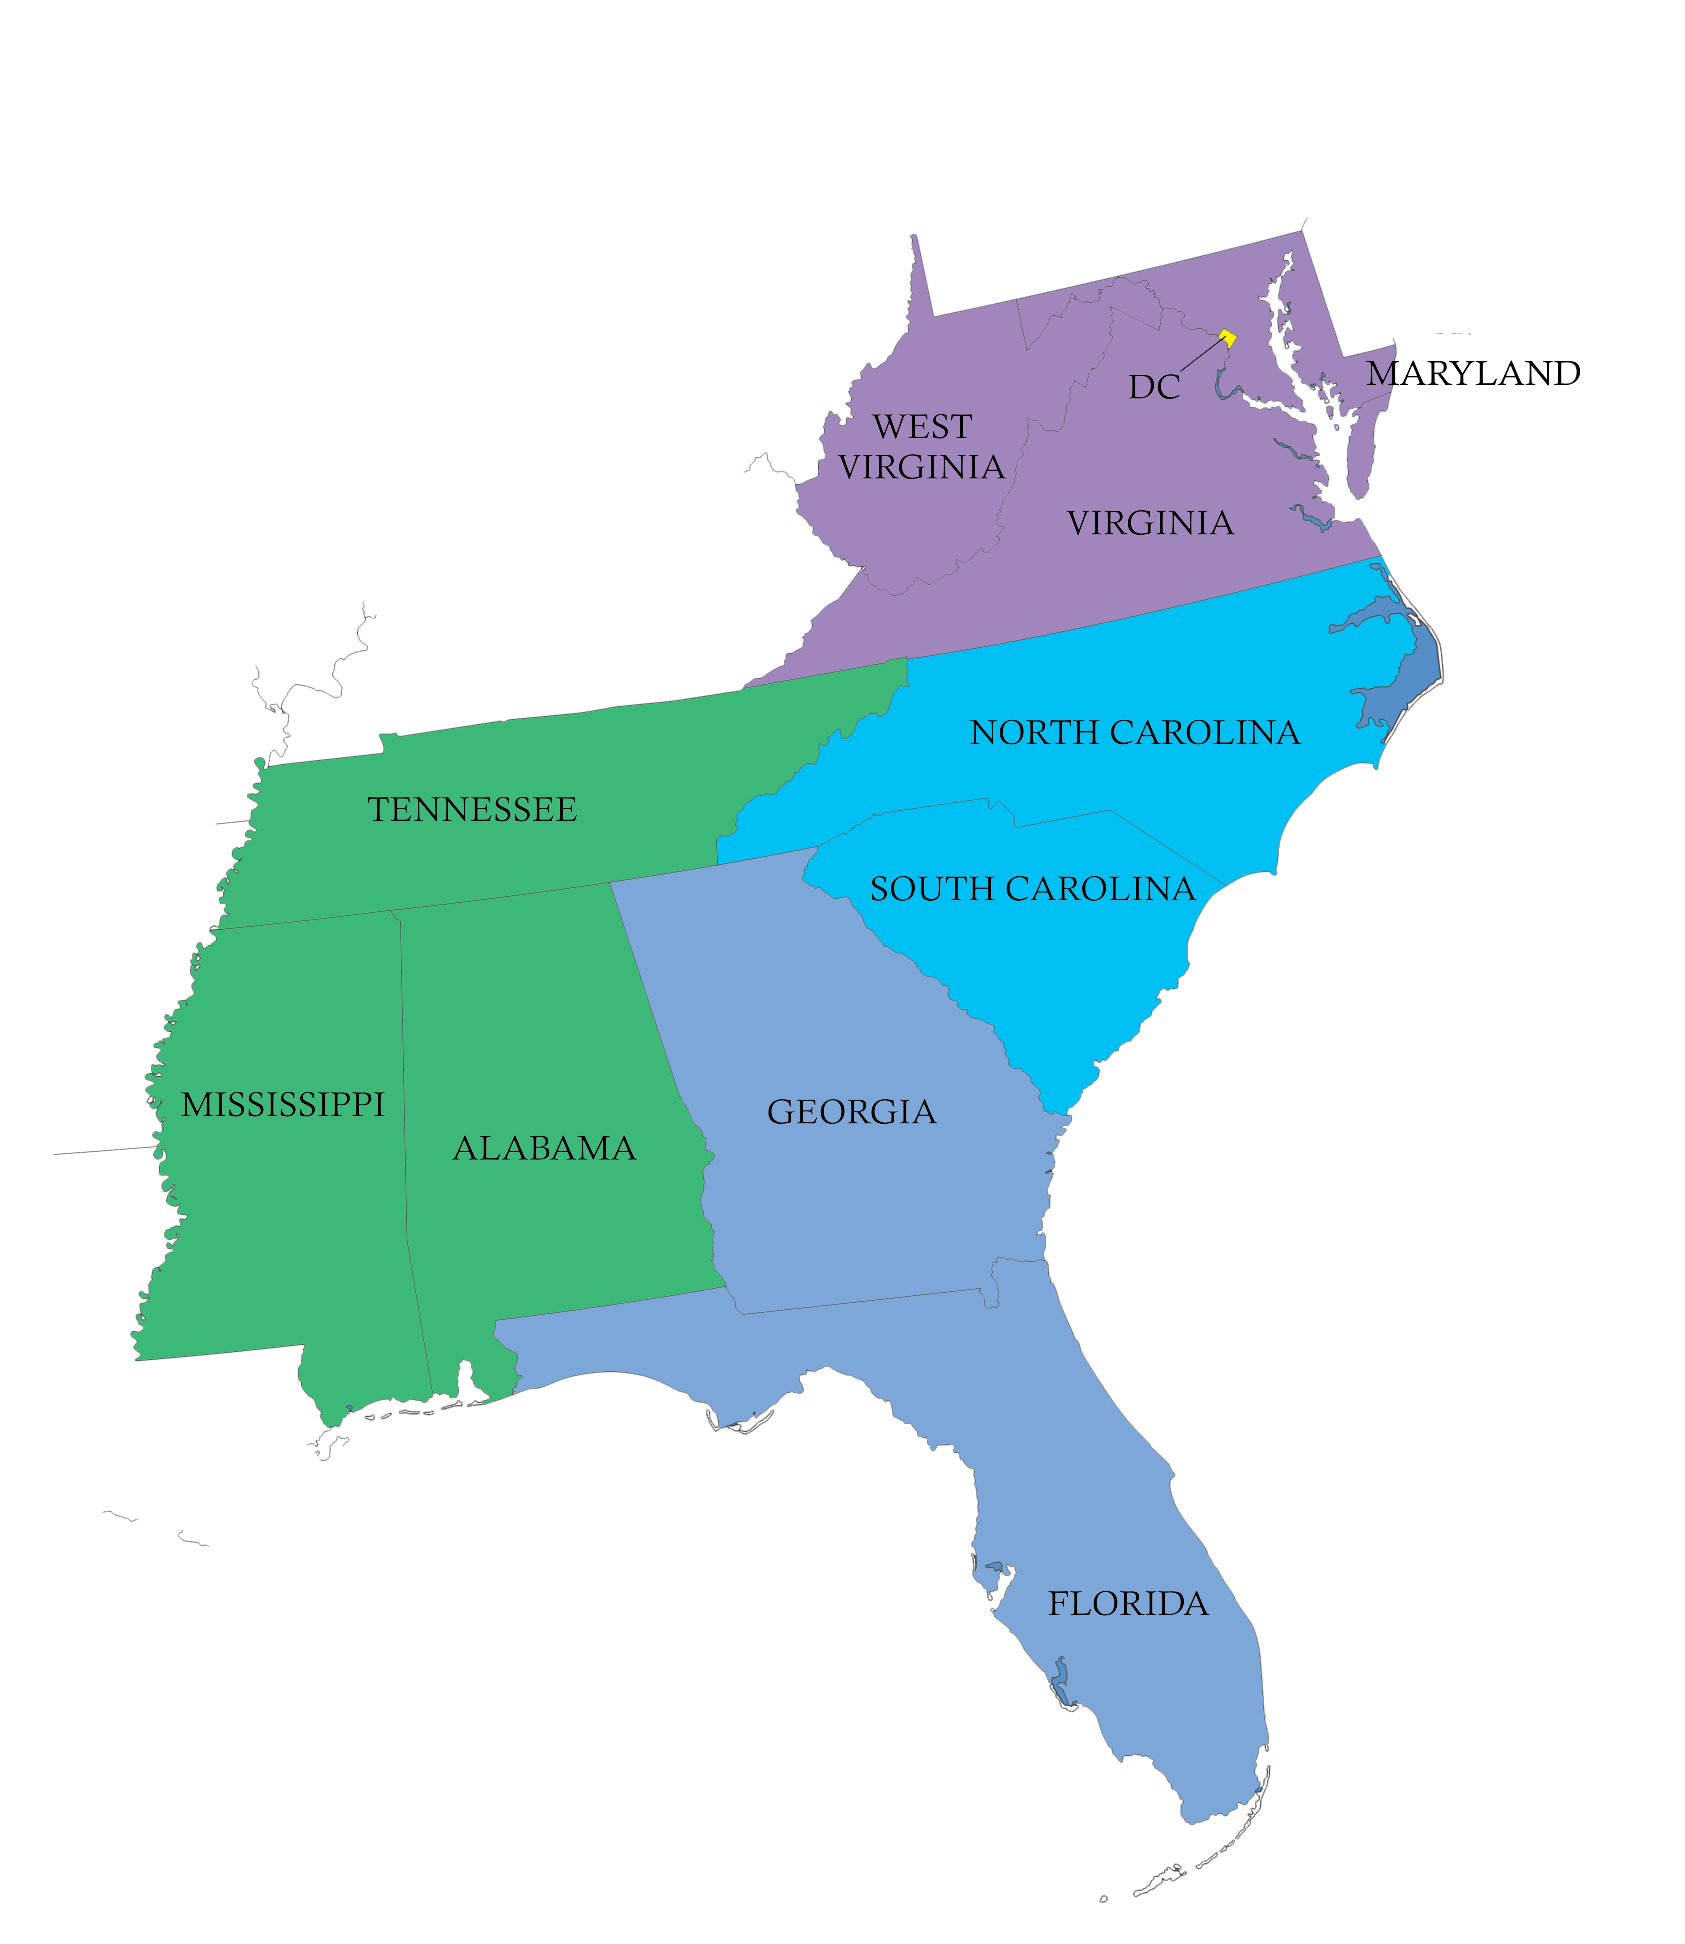 MARYLAND
DC
WEST
VIRGINIA
VIRGINIA
NORTH CAROLINA
TENNESSEE
SOUTH CAROLINA
MISSISSIPPI
GEORGIA
ALABAMA
FLORIDA